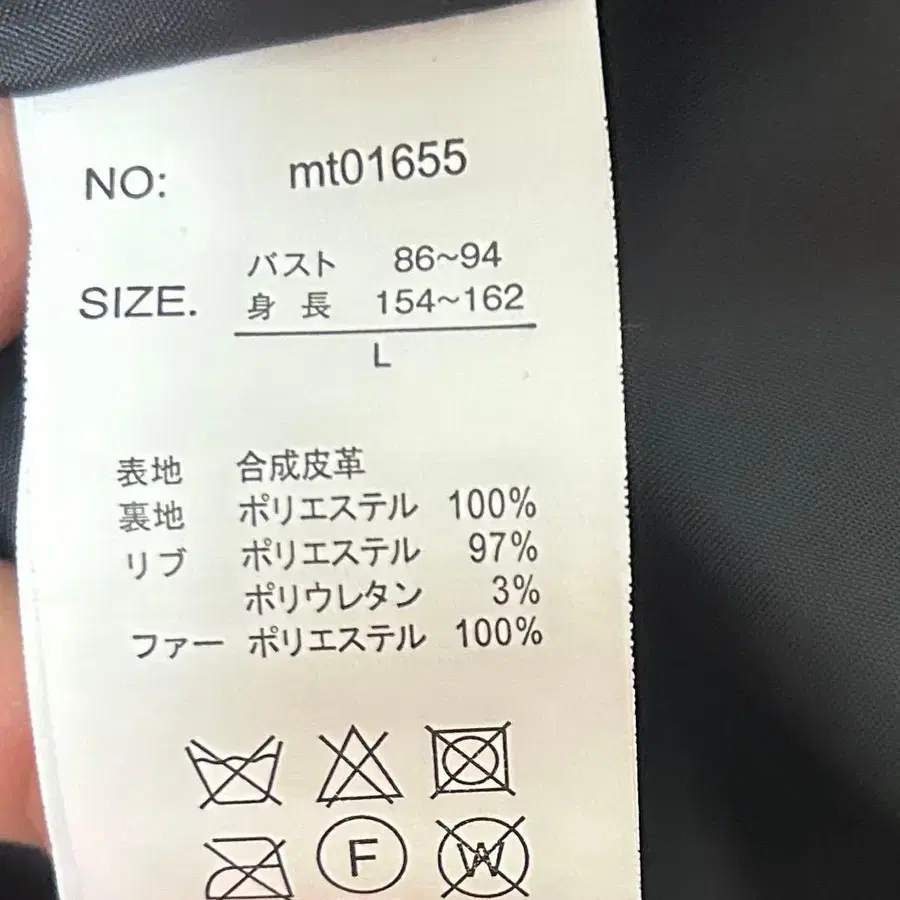 NO: mt01655
バスト 86~94
SIZE. 身長 154~162
L
表地 合成皮革
裏地 ポリエステル 100%
リブ ポリエステル 97%
ポリウレタン 3%
ファー ポリエステル 100%
F W